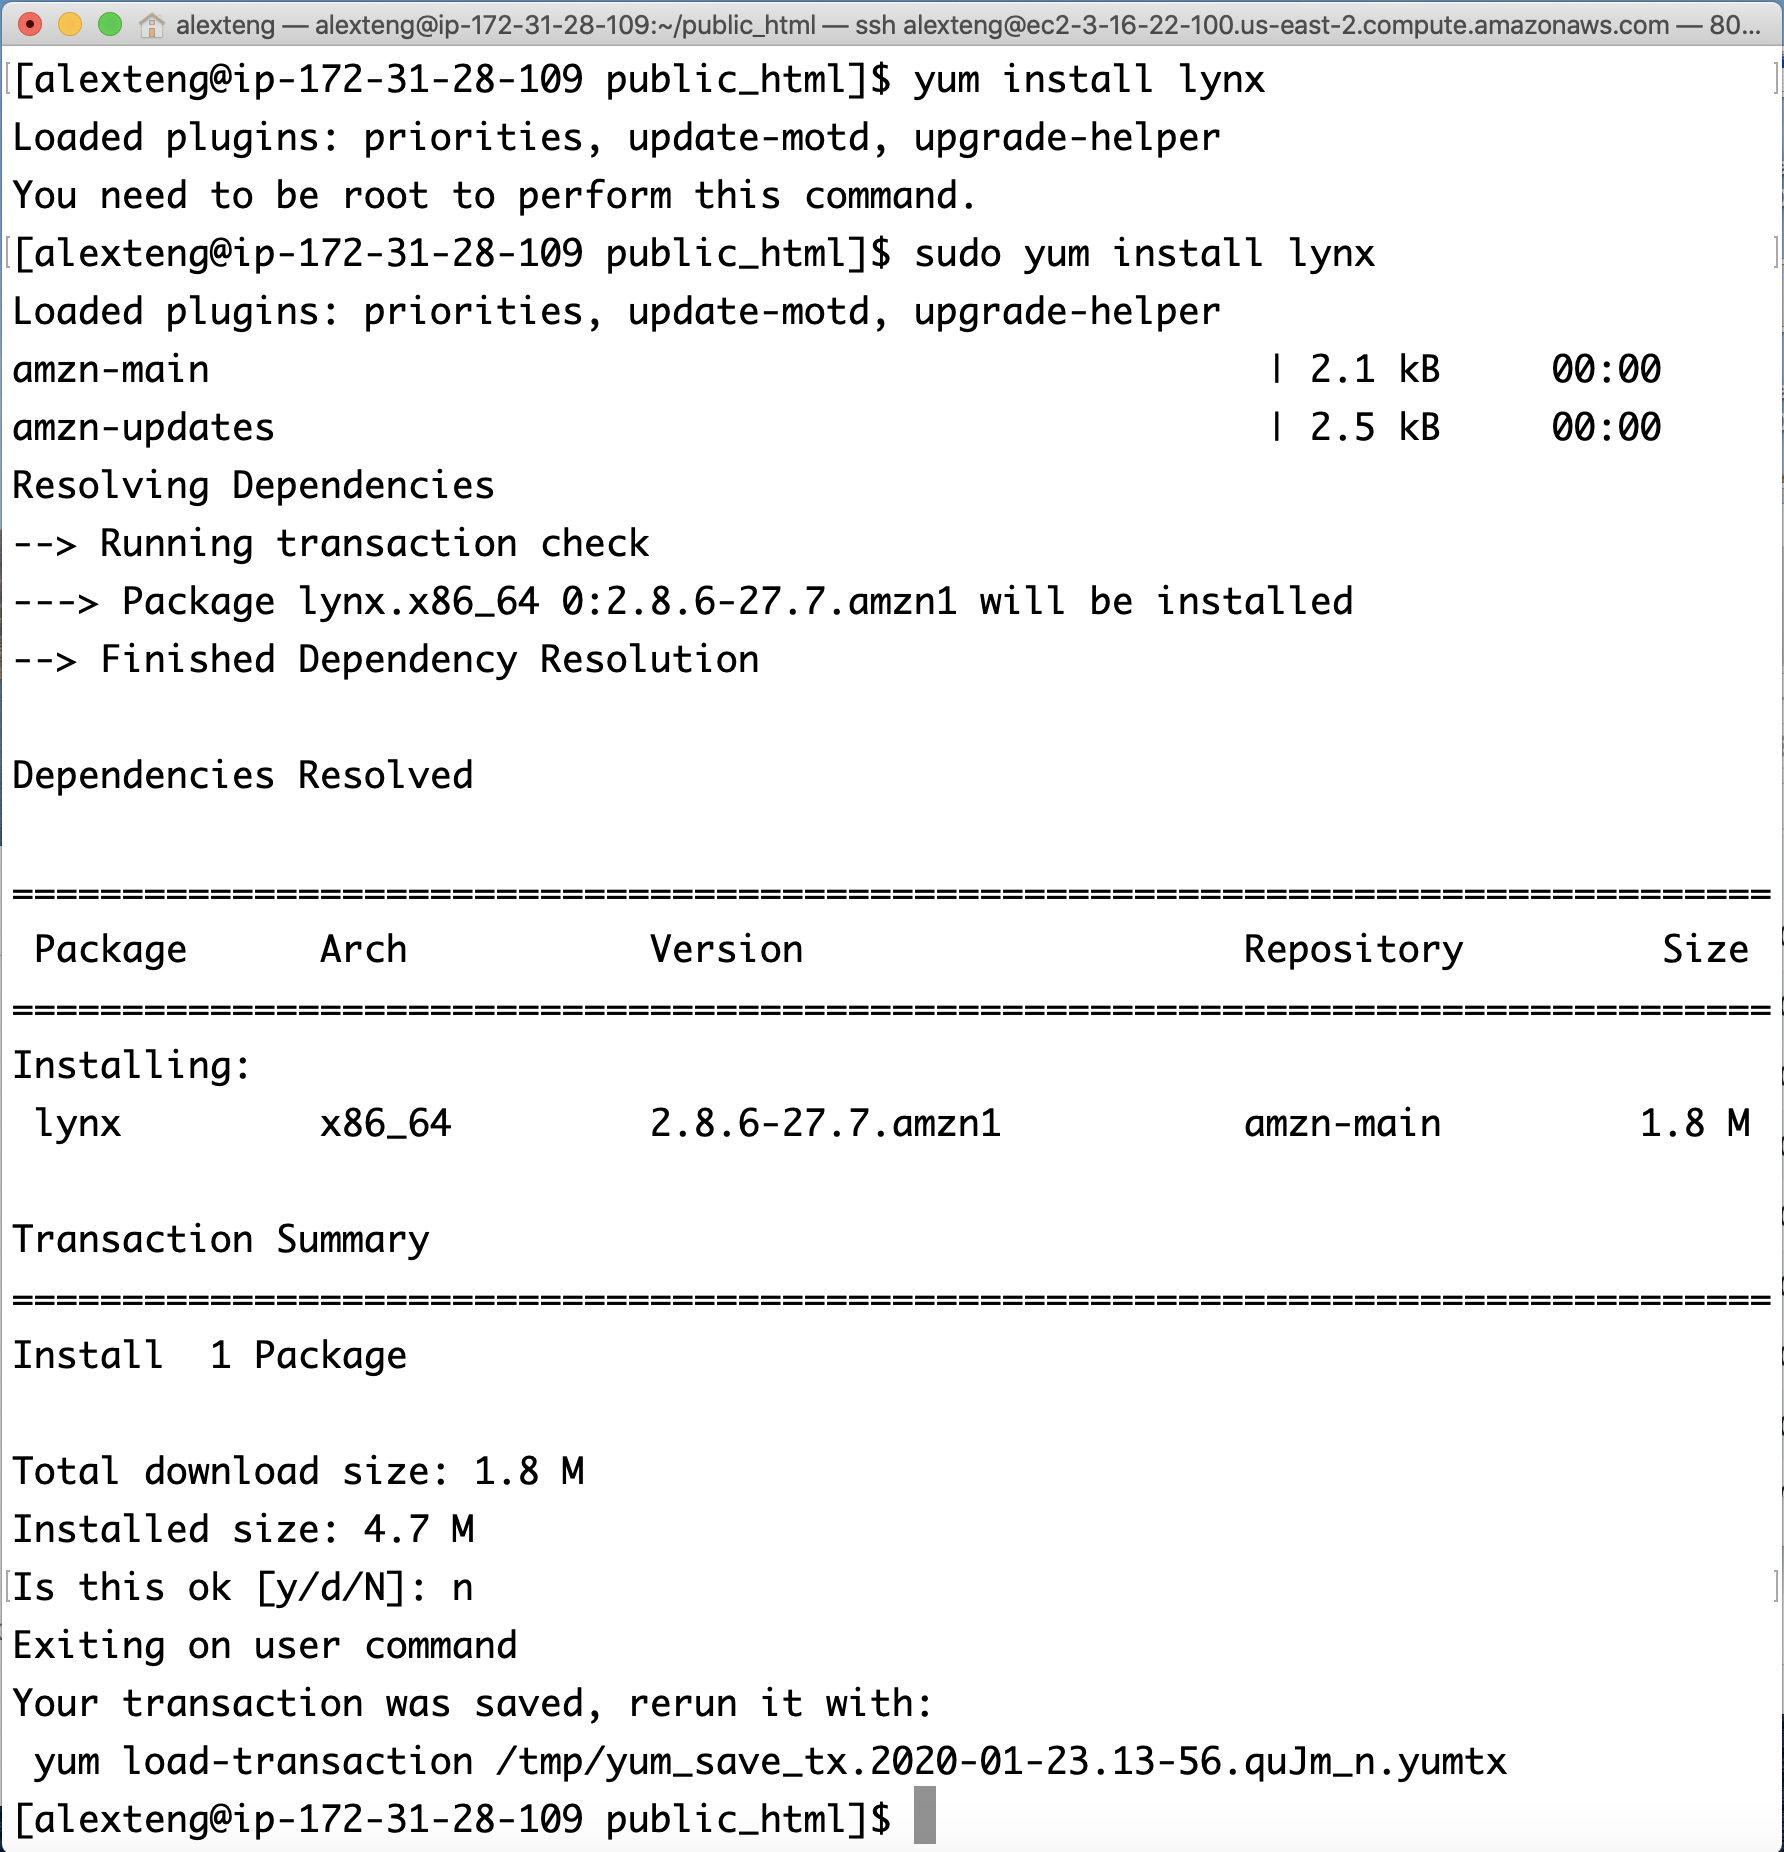 alexteng — alexteng@ip-172-31-28-109:~/public_html — ssh alexteng@ec2-3-16-22-100.us-east-2.compute.amazonaws.com — 80...
[alexteng@ip-172-31-28-109 public_html]$ yum install lynx
Loaded plugins: priorities, update-motd, upgrade-helper
You need to be root to perform this command.
[alexteng@ip-172-31-28-109 public_html]$ sudo yum install lynx
Loaded plugins: priorities, update-motd, upgrade-helper
amzn-main                                                | 2.1 kB     00:00
amzn-updates                                             | 2.5 kB     00:00
Resolving Dependencies
--> Running transaction check
---> Package lynx.x86_64 0:2.8.6-27.7.amzn1 will be installed
--> Finished Dependency Resolution
Dependencies Resolved
================================================================================
 Package      Arch           Version                    Repository         Size
================================================================================
Installing:
 lynx         x86_64         2.8.6-27.7.amzn1           amzn-main         1.8 M
Transaction Summary
================================================================================
Install  1 Package
Total download size: 1.8 M
Installed size: 4.7 M
Is this ok [y/d/N]: n
Exiting on user command
Your transaction was saved, rerun it with:
 yum load-transaction /tmp/yum_save_tx.2020-01-23.13-56.quJm_n.yumtx
[alexteng@ip-172-31-28-109 public_html]$